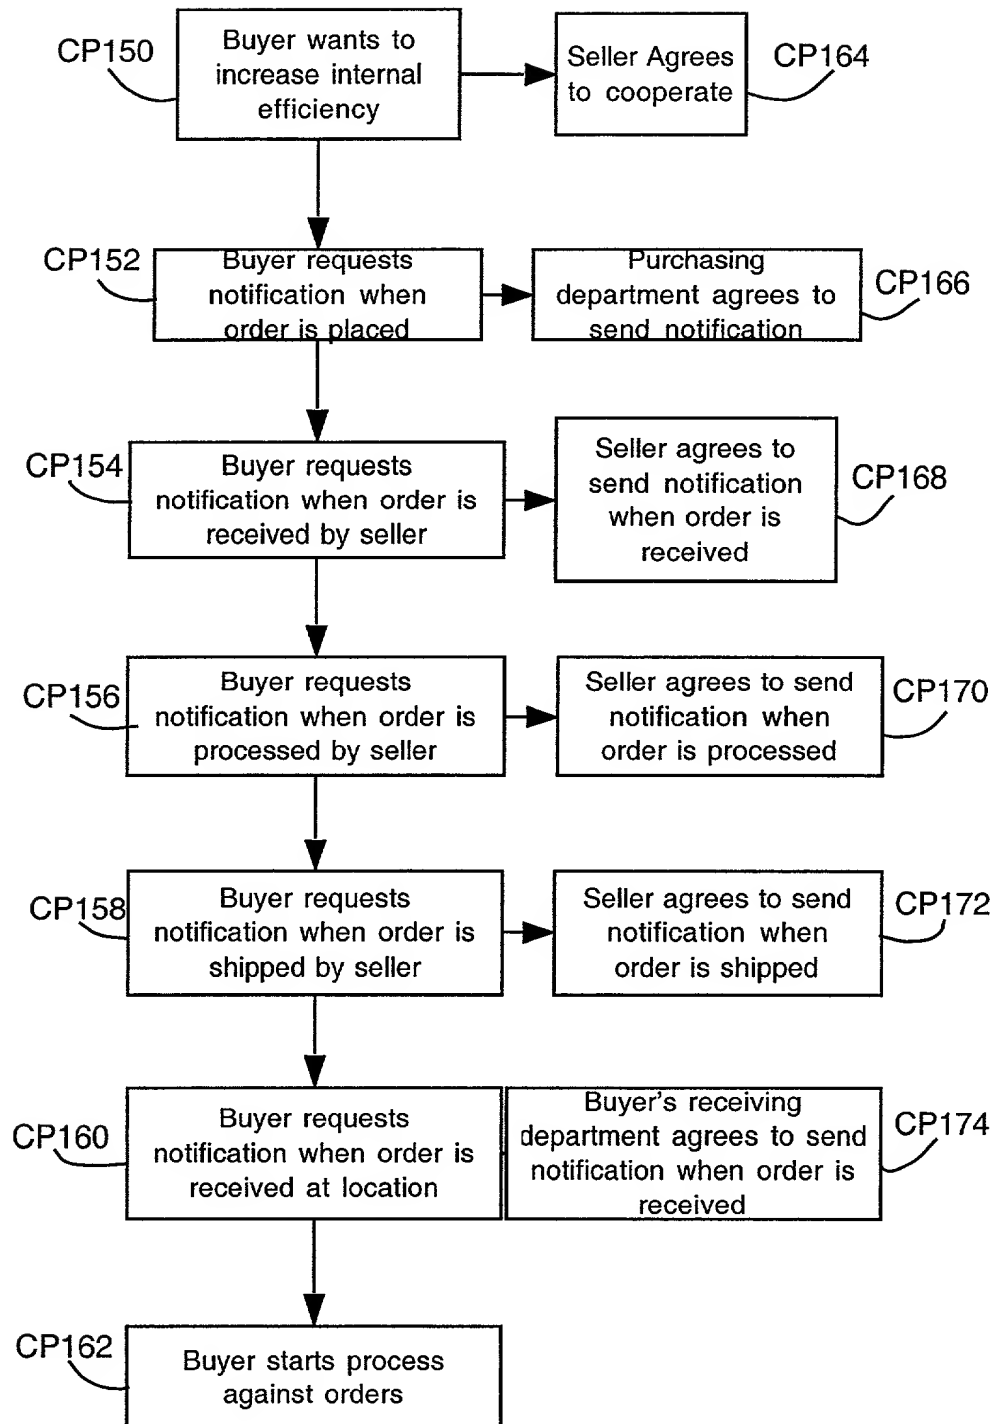 CP150
Buyer wants to
increase internal
efficiency
Seller Agrees
to cooperate
CP164
CP152
Buyer requests
notification when
order is placed
Purchasing
department agrees to
send notification
CP166
CP154
Buyer requests
notification when order is
received by seller
Seller agrees to
send notification
when order is
received
CP168
CP156
Buyer requests
notification when order is
processed by seller
Seller agrees to send
notification when
order is processed
CP170
CP158
Buyer requests
notification when order is
shipped by seller
Seller agrees to send
notification when
order is shipped
CP172
CP160
Buyer requests
notification when order is
received at location
Buyer's receiving
department agrees to send
notification when order is
received
CP174
CP162
Buyer starts process
against orders